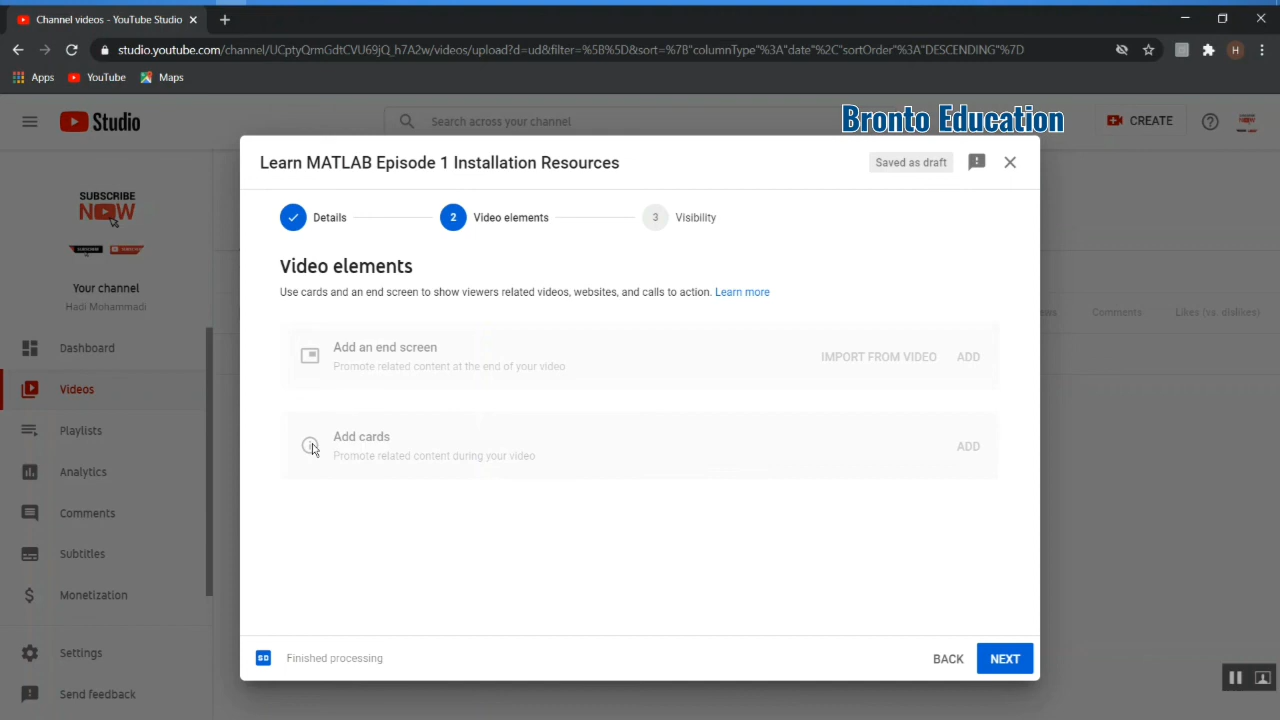 Channel videos - YouTube Studio
studio.youtube.com/channel/UCptyQrmGdtCVU69jQ_h7A2w/videos/upload?d=ud&filter=%5B%5D&sort=%7B"columnType"%3A"date"%2C"sortOrder"%3A"DESCENDING"%7D
H
Apps YouTube Maps
Studio
Search across your channel
Bronto Education
CREATE
Learn MATLAB Episode 1 Installation Resources
Saved as draft
SUBSCRIBE
NOW
Details
2 Video elements
3 Visibility
Video elements
Use cards and an end screen to show viewers related videos, websites, and calls to action. Learn more
Your channel
Hadi Mohammadi
Comments
Likes (vs. dislikes)
Add an end screen
Promote related content at the end of your video
IMPORT FROM VIDEO ADD
Add cards
Promote related content during your video
ADD
Dashboard
Videos
Playlists
Analytics
Comments
Subtitles
Monetization
Settings
Send feedback
SD Finished processing
BACK NEXT